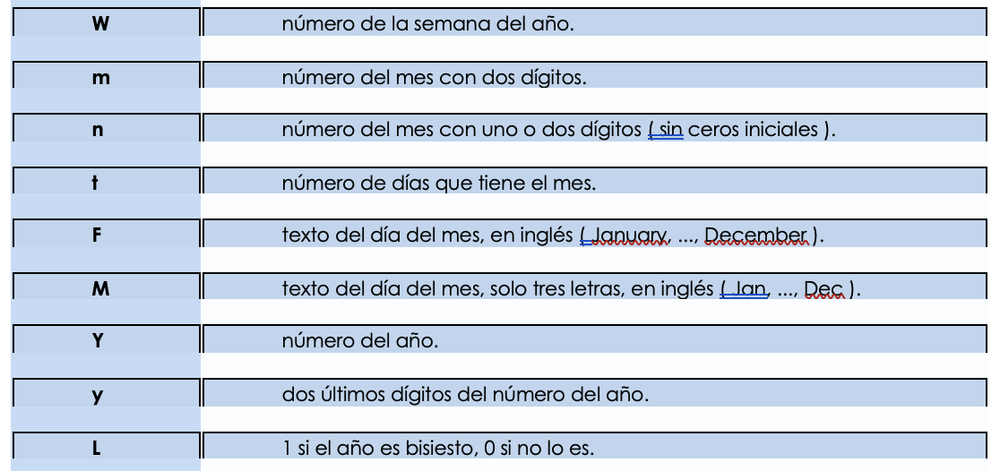 W número de la semana del año.
m número del mes con dos dígitos.
n número del mes con uno o dos dígitos ( sin ceros iniciales ).
t número de días que tiene el mes.
F texto del día del mes, en inglés ( January, ..., December ).
M texto del día del mes, solo tres letras, en inglés ( Jan, ..., Dec ).
Y número del año.
y dos últimos dígitos del número del año.
L 1 si el año es bisiesto, 0 si no lo es.